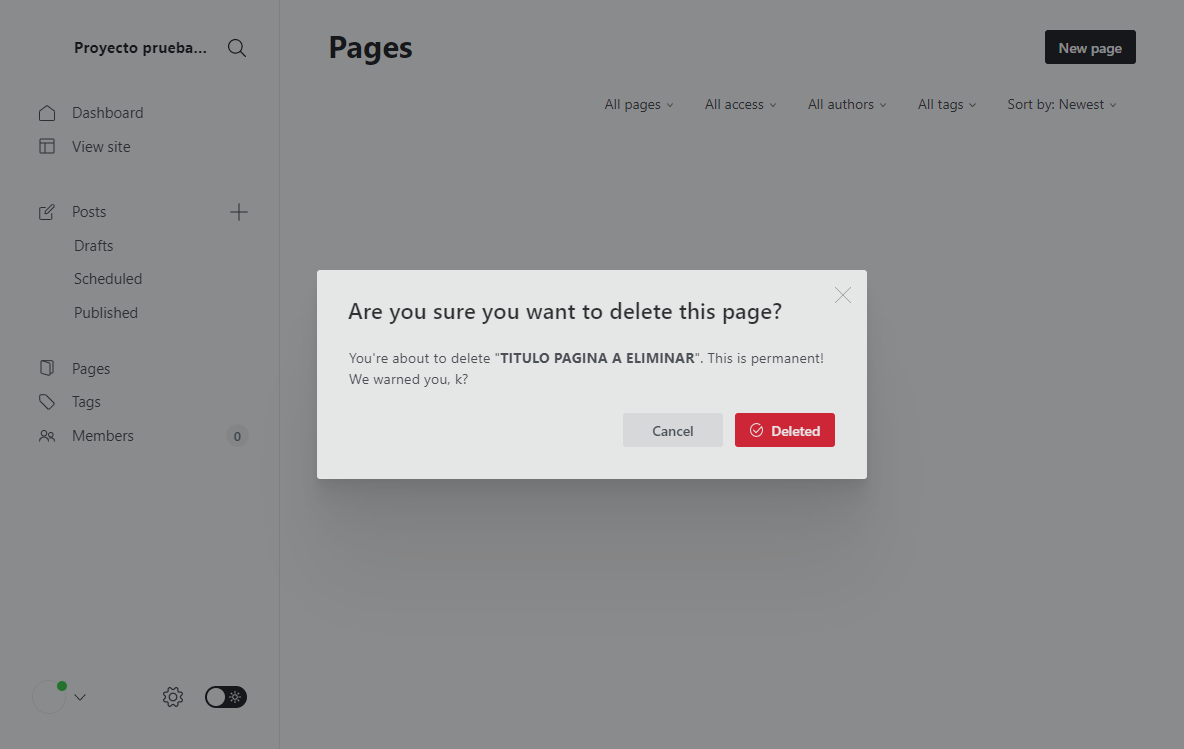 Proyecto prueba...
Dashboard
View site
Posts
Drafts
Scheduled
Published
Pages
Tags
Members 0
Pages
New page
All pages All access All authors All tags Sort by: Newest
Are you sure you want to delete this page?
You're about to delete "TITULO PAGINA A ELIMINAR". This is permanent!
We warned you, k?
Cancel Deleted